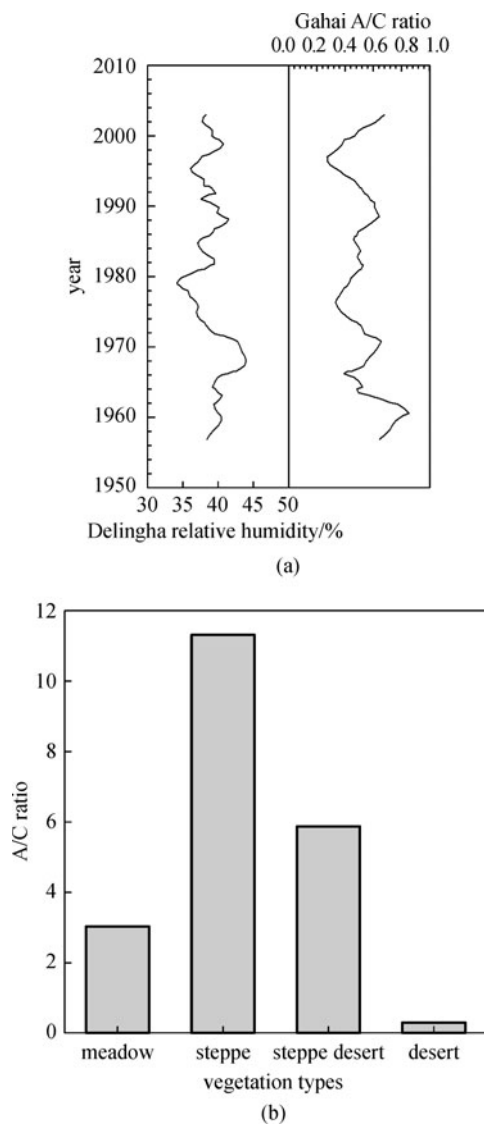 Gahai A/C ratio
0.0 0.2 0.4 0.6 0.8 1.0
2010
2000
1990
1980
1970
1960
1950
year
30 35 40 45 50
Delingha relative humidity/%
(a)
12
10
8
6
4
2
0
A/C ratio
meadow steppe steppe desert desert
vegetation types
(b)